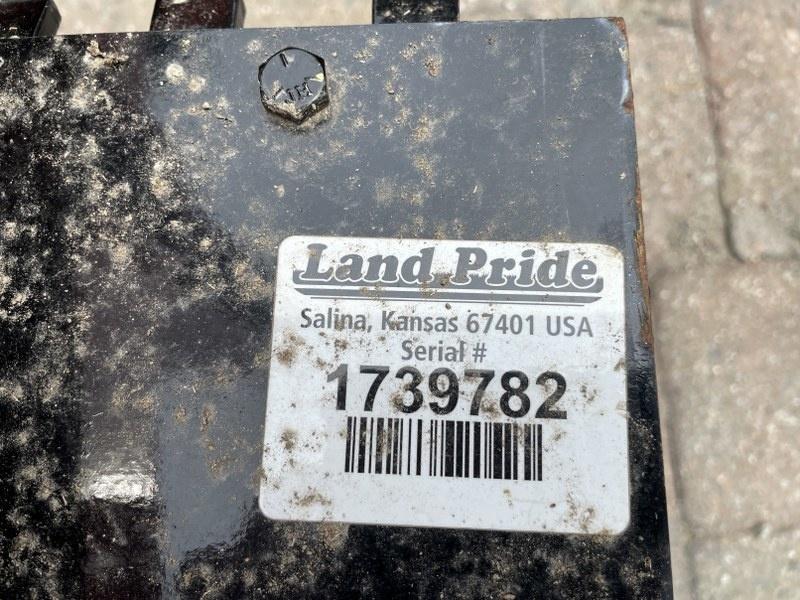 Land Pride
Salina, Kansas 67401 USA
Serial #
1739782